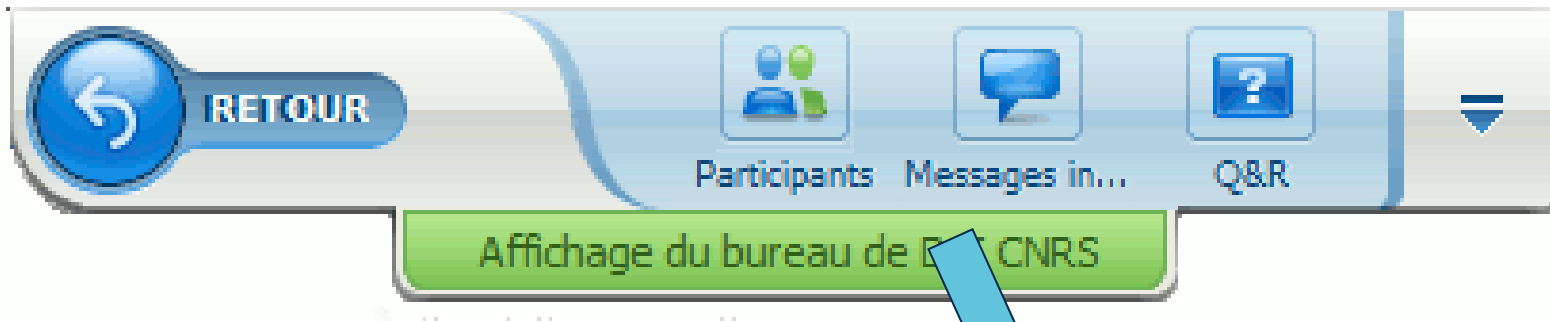 RETOUR
Participants Messages in... Q&R
Affichage du bureau de CNRS